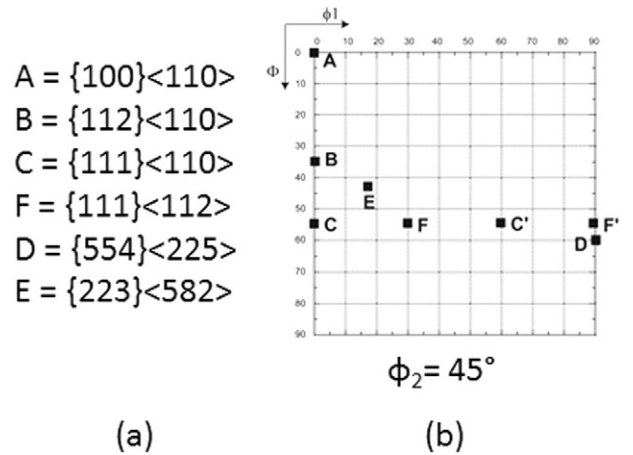 A = {100}<110>
B = {112}<110>
C = {111}<110>
F = {111}<112>
D = {554}<225>
E = {223}<582>
(a)
ϕ1
0 10 20 30 40 50 60 70 80 90
Φ
0
10
20
30
40
50
60
70
80
90
A
B
E
C
F
C'
F'
D
ϕ₂= 45°
(b)